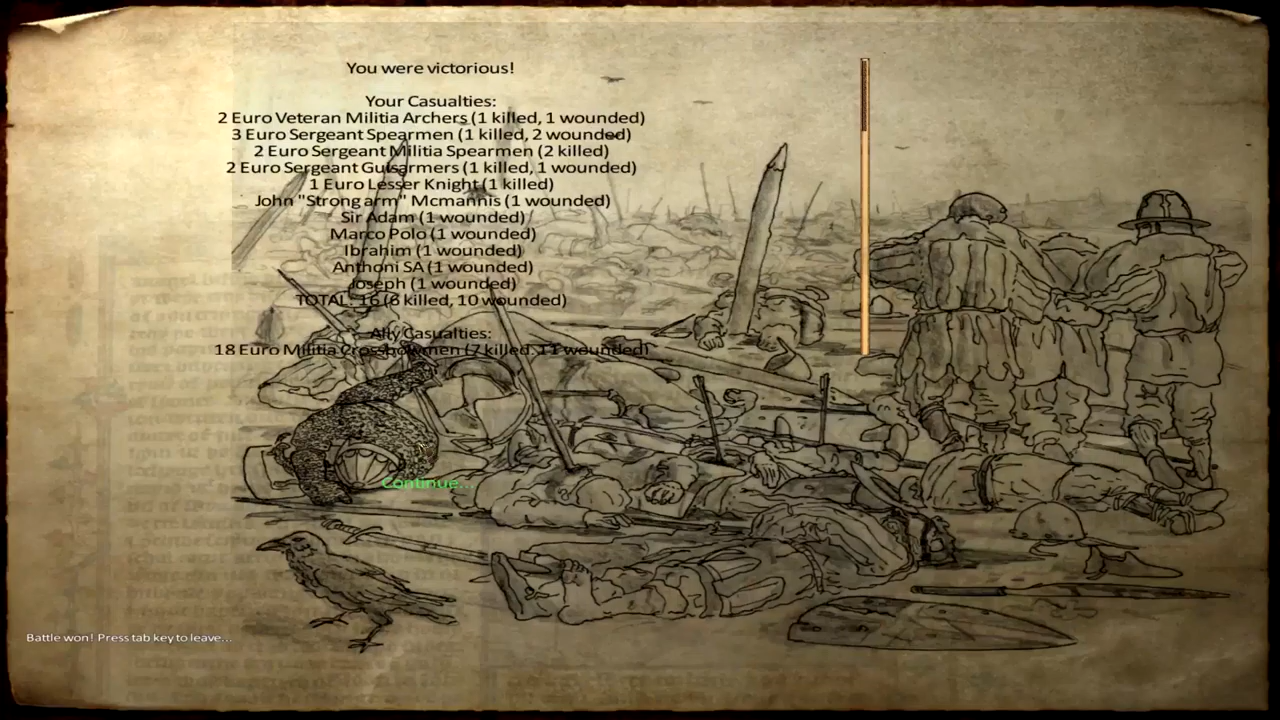 You were victorious!
Your Casualties:
2 Euro Veteran Militia Archers (1 killed, 1 wounded)
3 Euro Sergeant Spearmen (1 killed, 2 wounded)
2 Euro Sergeant Militia Spearmen (2 killed)
2 Euro Sergeant Guisarmers (1 killed, 1 wounded)
1 Euro Lesser Knight (1 killed)
John "Strong arm" Mcmannis (1 wounded)
Sir Adam (1 wounded)
Marco Polo (1 wounded)
Ibrahim (1 wounded)
Anthoni SA (1 wounded)
Joseph (1 wounded)
TOTAL: 16 (6 killed, 10 wounded)
Ally Casualties:
18 Euro Militia Crossbowmen (7 killed, 11 wounded)
Continue...
Battle won! Press tab key to leave...